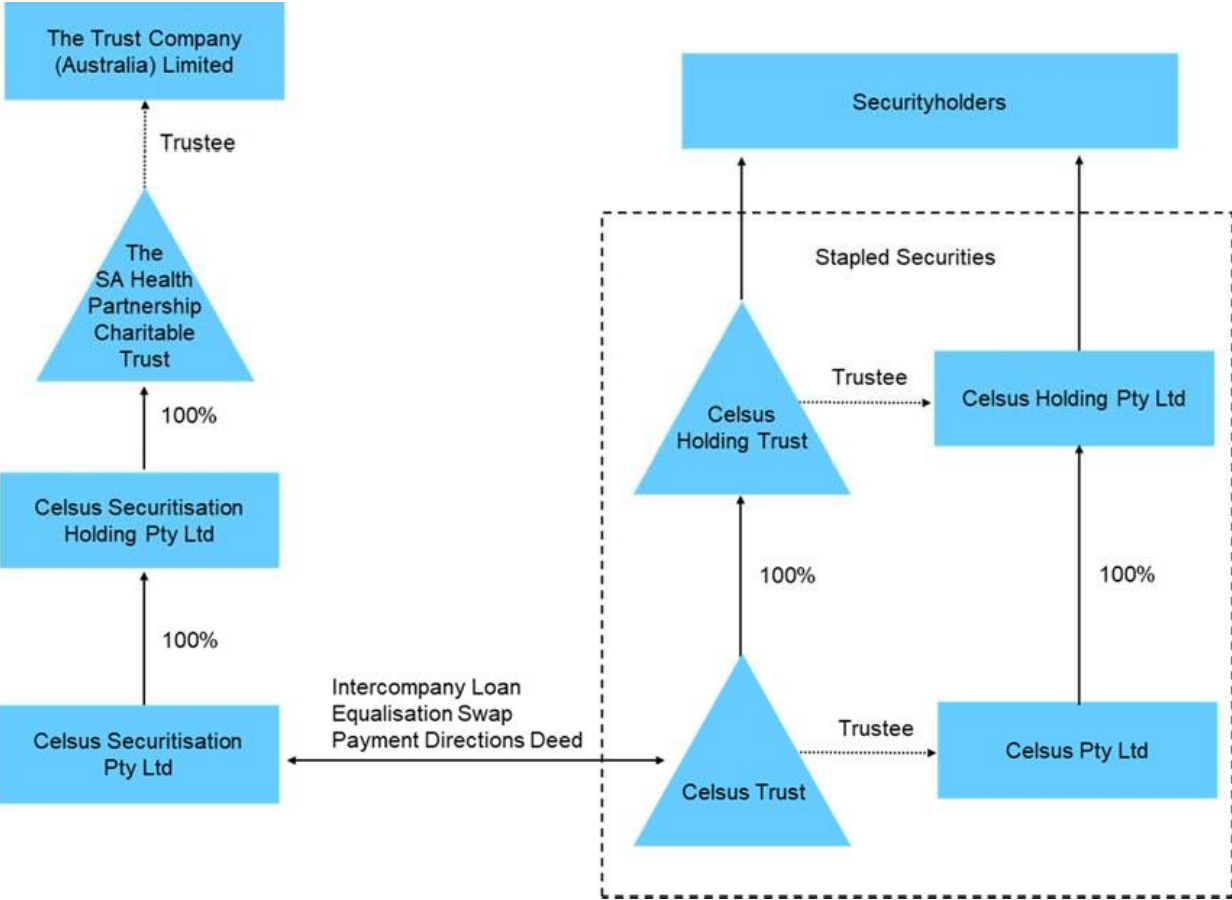 The Trust Company
(Australia) Limited
Trustee
The
SA Health
Partnership
Charitable
Trust
100%
Celsus Securitisation
Holding Pty Ltd
100%
Celsus Securitisation
Pty Ltd
Intercompany Loan
Equalisation Swap
Payment Directions Deed
Securityholders
Stapled Securities
Celsus
Holding Trust
Trustee
Celsus Holding Pty Ltd
100%
100%
Celsus Trust
Trustee
Celsus Pty Ltd